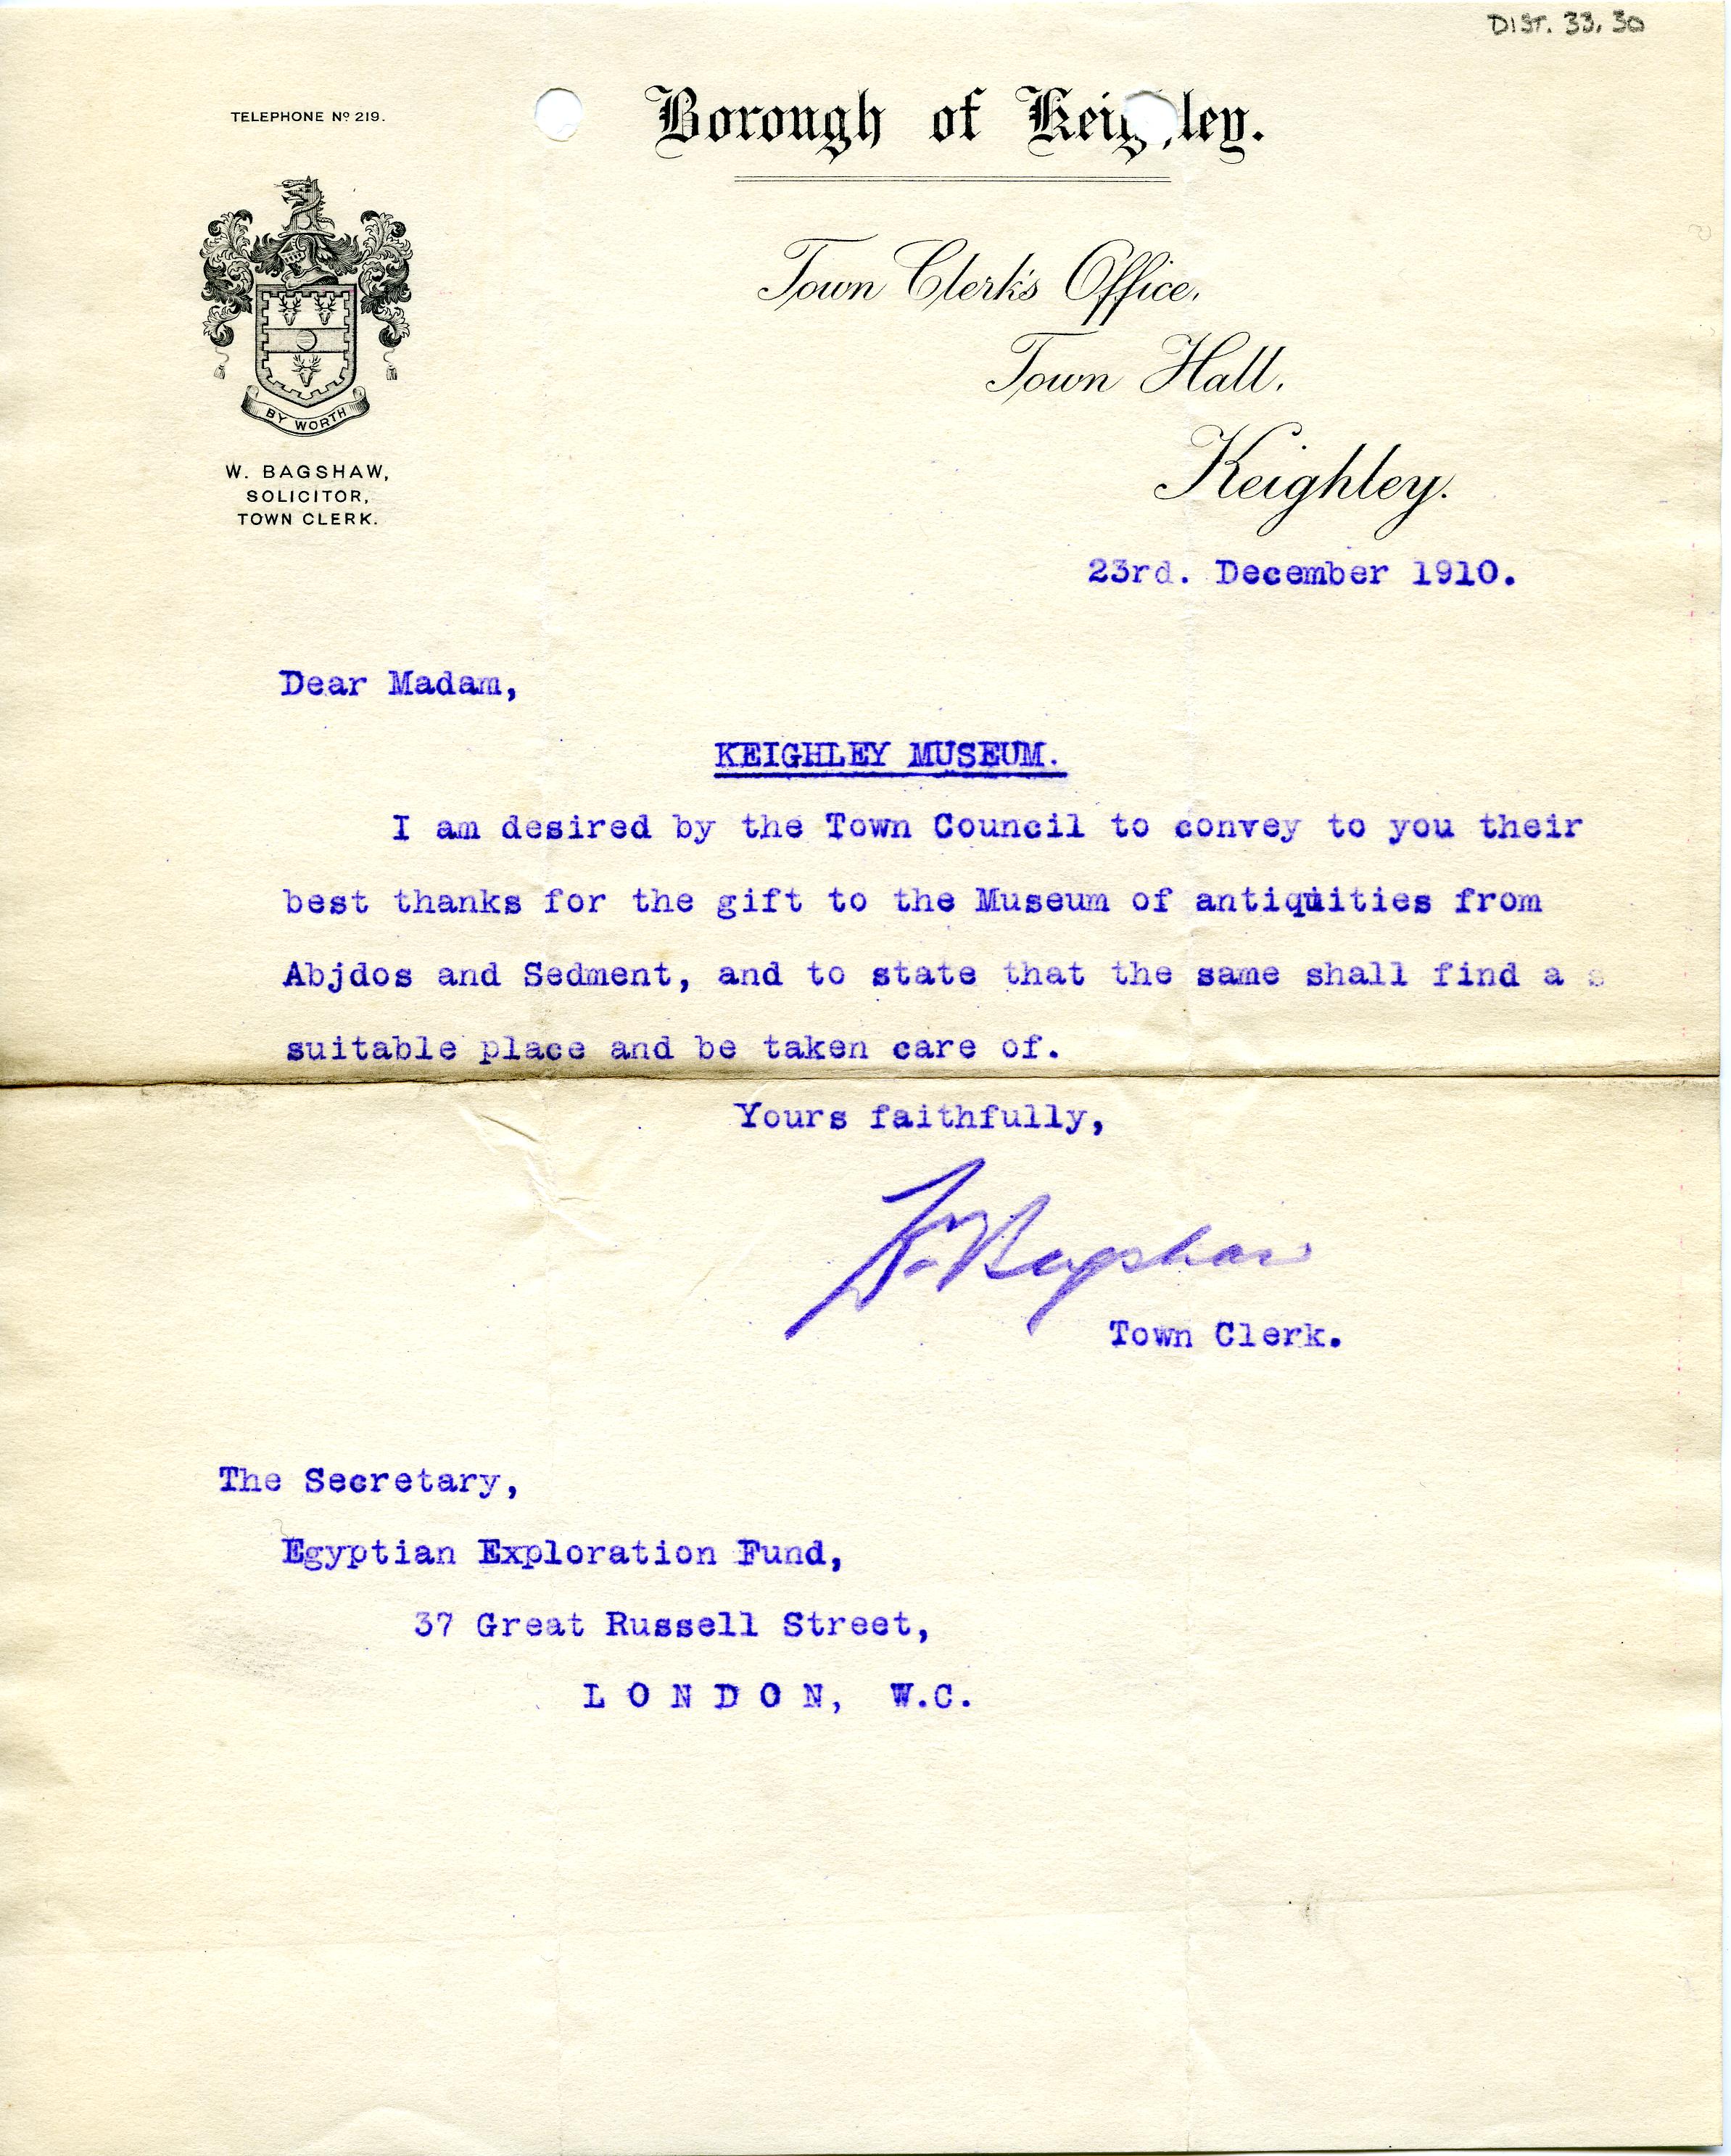 DIST. 33.30
TELEPHONE Nº 219.
Borough of Keighley.
BY WORTH
W. BAGSHAW,
SOLICITOR,
TOWN CLERK.
Town Clerk's Office,
Town Hall,
Keighley.
23rd. December 1910.
Dear Madam,
KEIGHLEY MUSEUM.
I am desired by the Town Council to convey to you their
best thanks for the gift to the Museum of antiquities from
Abjdos and Sedment, and to state that the same shall find a s
suitable place and be taken care of.
Yours faithfully,
W. Bagshaw
Town Clerk.
The Secretary,
Egyptian Exploration Fund,
37 Great Russell Street,
L O N D O N, W.C.